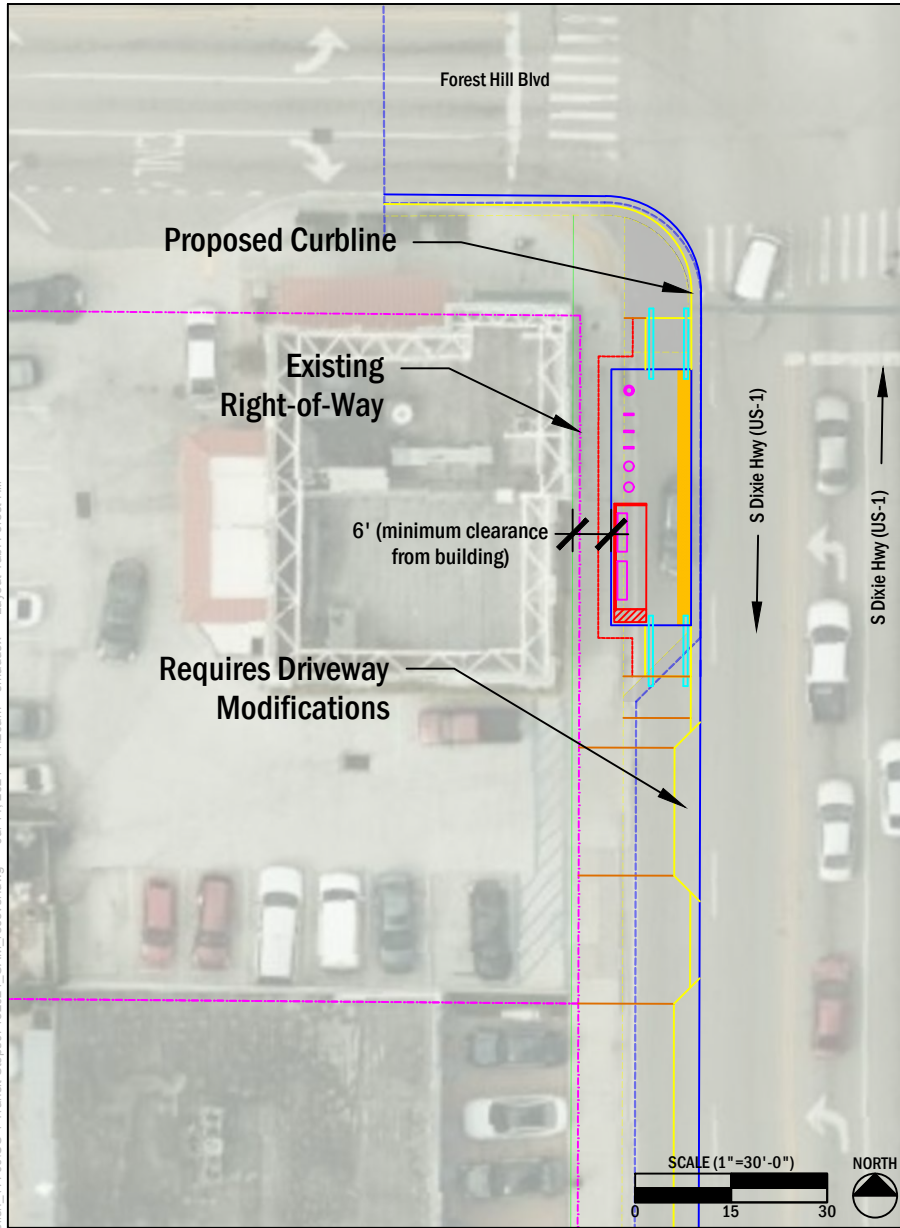 Forest Hill Blvd
Proposed Curbline
Existing
Right-of-Way
S Dixie Hwy (US-1)
S Dixie Hwy (US-1)
6' (minimum clearance
from building)
Requires Driveway
Modifications
SCALE (1"=30'-0")
0 15 30
NORTH